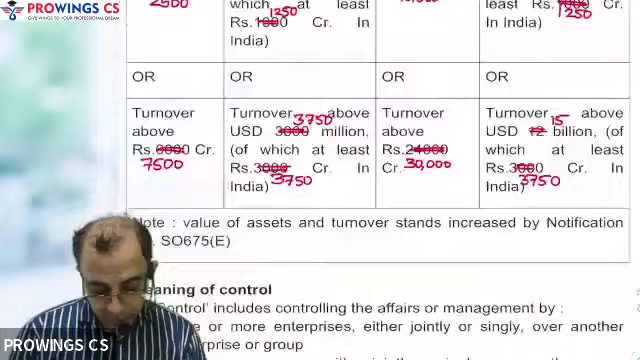 PROWINGS CS
GIVE WINGS TO YOUR PROFESSIONAL DREAM
2500
which at least
Rs.1000 Cr. In
1250
India)
least Rs.1000
1250
Cr. In India)
OR OR OR OR
Turnover above Rs.6000 Cr.
7500
Turnover above
3750
USD 3000 million,
(of which at least
Rs.3000 Cr. In
3750
India)
Turnover above Rs.24000
Cr. 30,000
Turnover above
15
USD 12 billion, (of
which at least
Rs.3000 Cr. In
3750
India)
Note : value of assets and turnover stands increased by Notification
SO675(E)
eaning of control
Control' includes controlling the affairs or management by :
or more enterprises, either jointly or singly, over another
erprise or group
PROWINGS CS